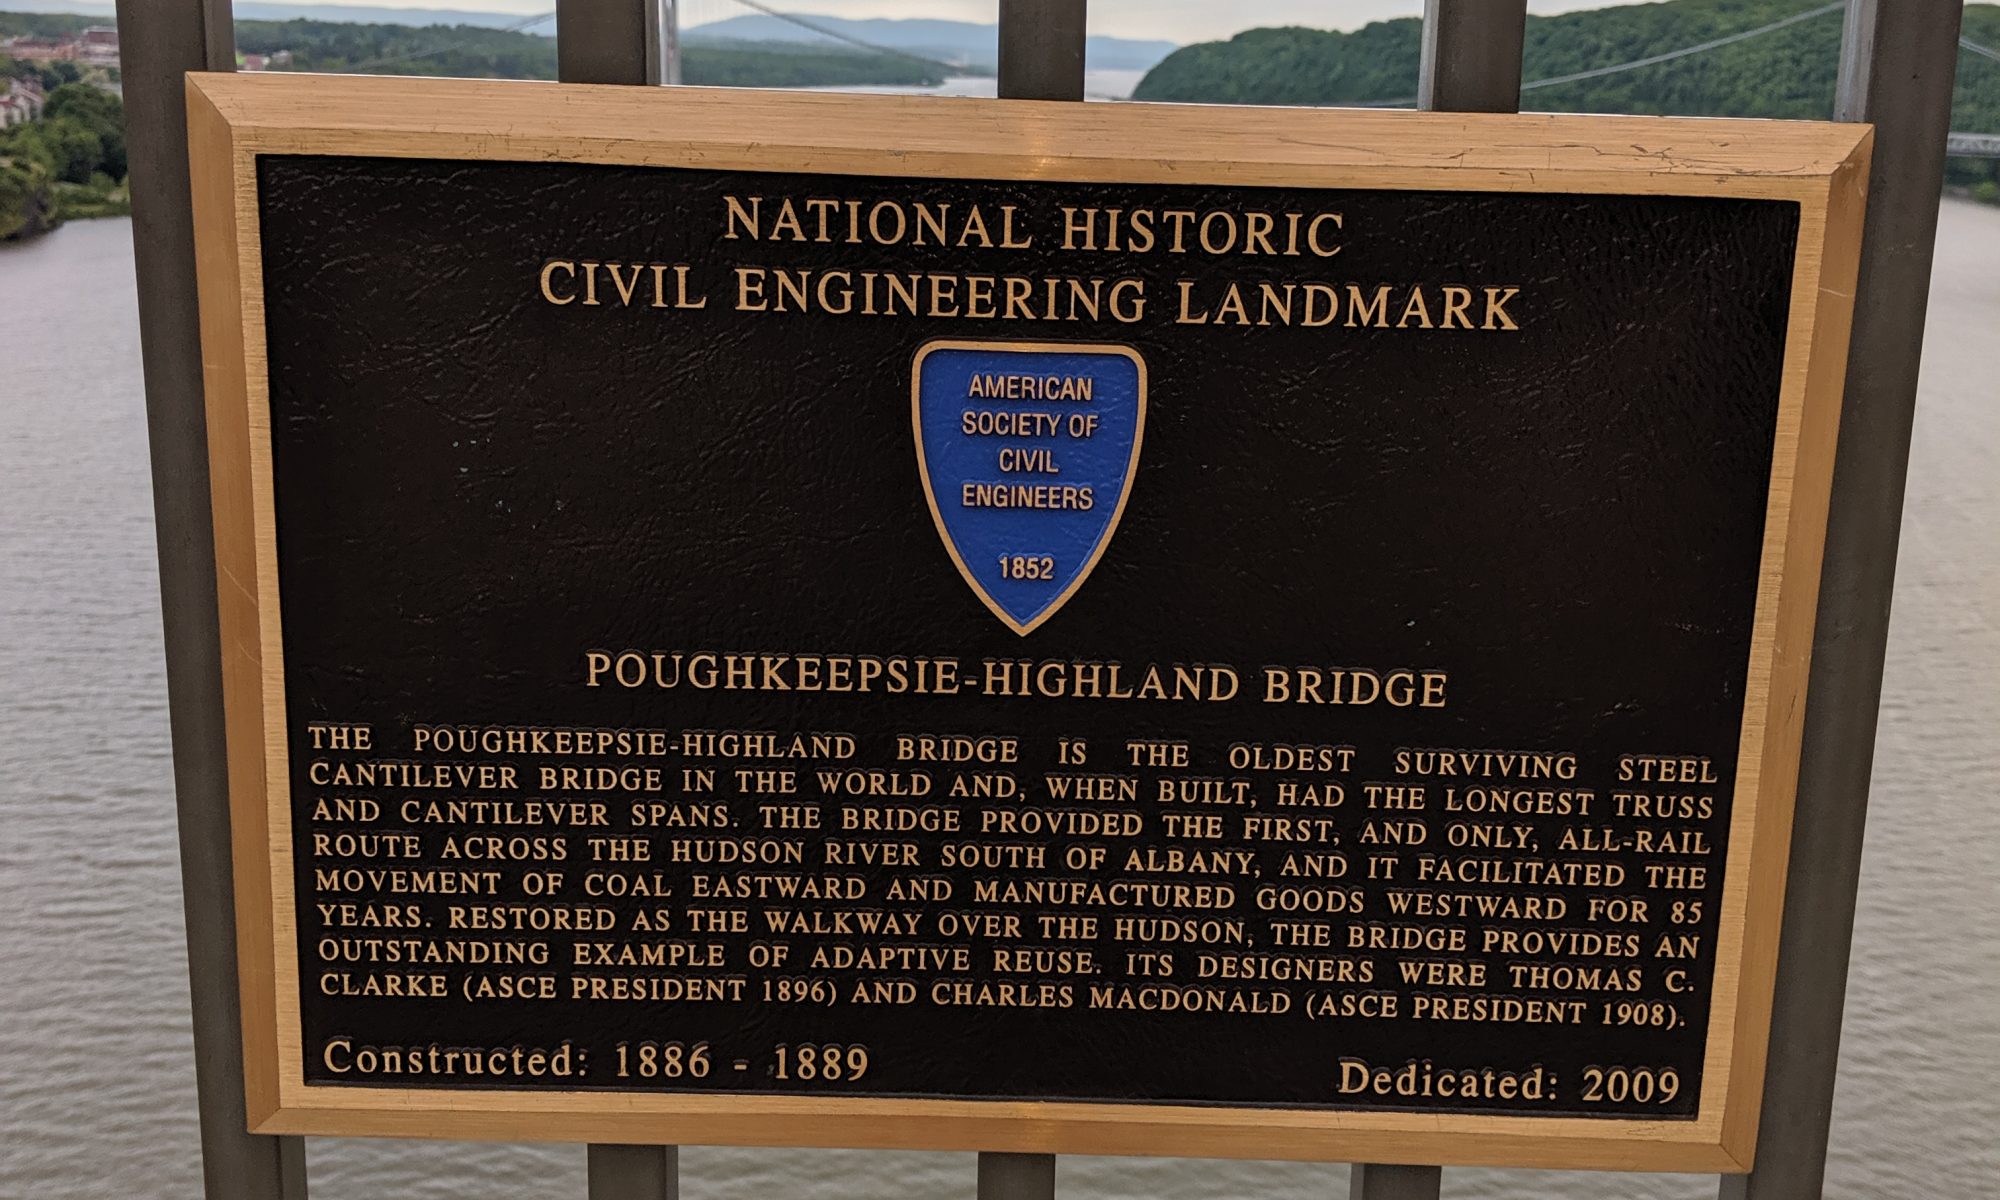 NATIONAL HISTORIC
CIVIL ENGINEERING LANDMARK
AMERICAN
SOCIETY OF
CIVIL
ENGINEERS
1852
POUGHKEEPSIE-HIGHLAND BRIDGE
THE POUGHKEEPSIE-HIGHLAND BRIDGE IS THE OLDEST SURVIVING STEEL
CANTILEVER BRIDGE IN THE WORLD AND, WHEN BUILT, HAD THE LONGEST TRUSS
AND CANTILEVER SPANS. THE BRIDGE PROVIDED THE FIRST, AND ONLY, ALL-RAIL
ROUTE ACROSS THE HUDSON RIVER SOUTH OF ALBANY, AND IT FACILITATED THE
MOVEMENT OF COAL EASTWARD AND MANUFACTURED GOODS WESTWARD FOR 85
YEARS. RESTORED AS THE WALKWAY OVER THE HUDSON, THE BRIDGE PROVIDES AN
OUTSTANDING EXAMPLE OF ADAPTIVE REUSE. ITS DESIGNERS WERE THOMAS C.
CLARKE (ASCE PRESIDENT 1896) AND CHARLES MACDONALD (ASCE PRESIDENT 1908).
Constructed: 1886 - 1889 Dedicated: 2009